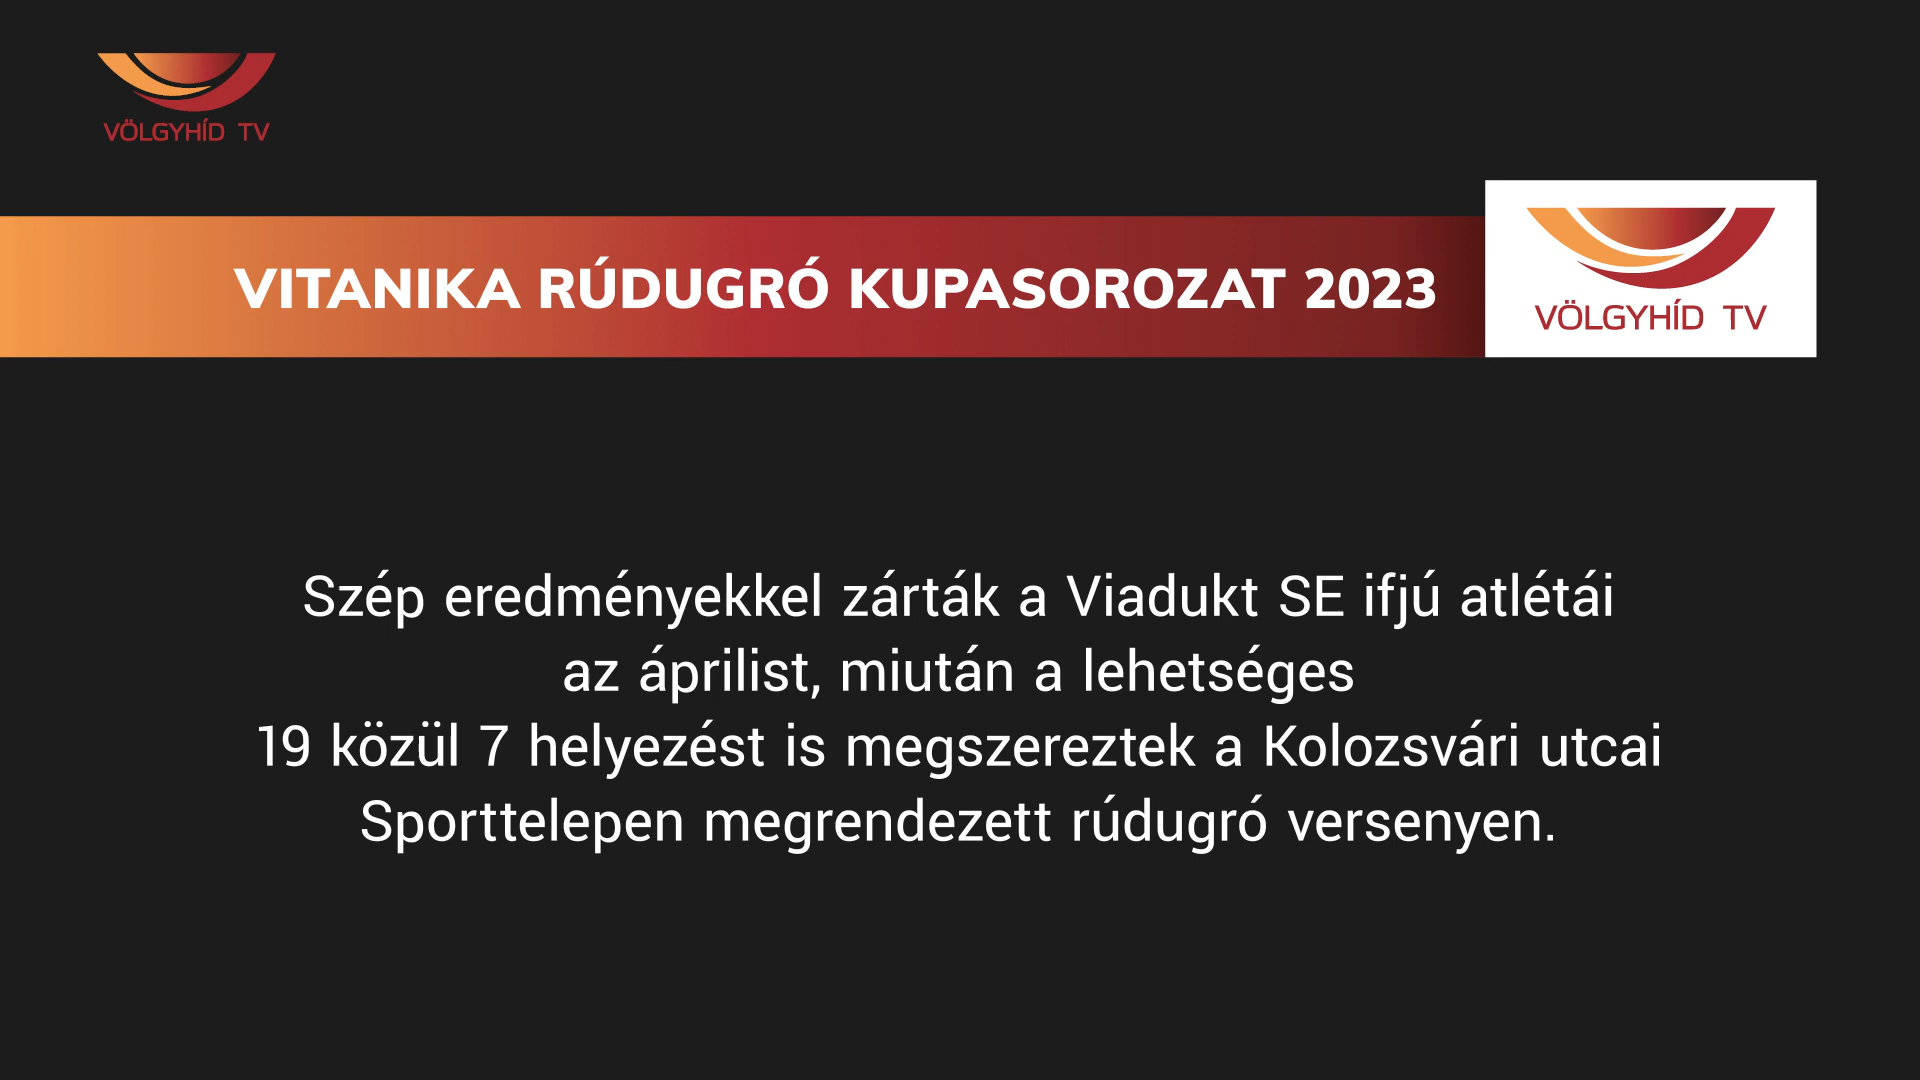 VÖLGYHÍD TV
VITANIKA RÚDUGRÓ KUPASOROZAT 2023
VÖLGYHÍD TV
Szép eredményekkel zárták a Viadukt SE ifjú atlétái
az áprilist, miután a lehetséges
19 közül 7 helyezést is megszereztek a Kolozsvári utcai
Sporttelepen megrendezett rúdugró versenyen.